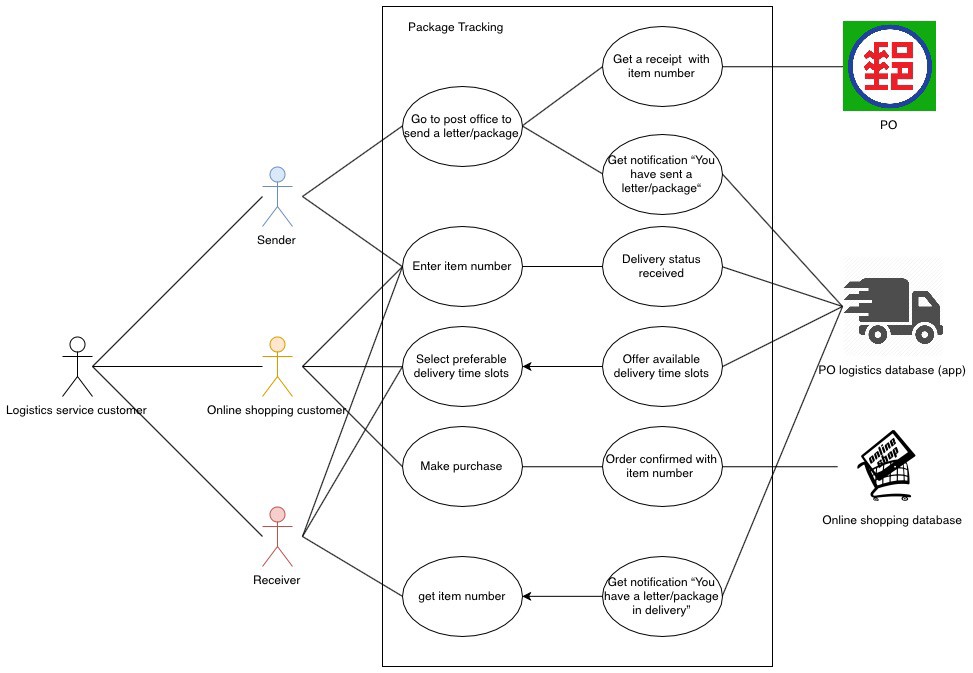 Package Tracking
Get a receipt with
item number
郵
PO
Go to post office to
send a letter/package
Get notification “You
have sent a
letter/package“
Sender
Enter item number
Delivery status
received
Logistics service customer
Online shopping customer
Select preferable
delivery time slots
Offer available
delivery time slots
PO logistics database (app)
Make purchase
Order confirmed with
item number
online
shop
Online shopping database
Receiver
get item number
Get notification “You
have a letter/package
in delivery”